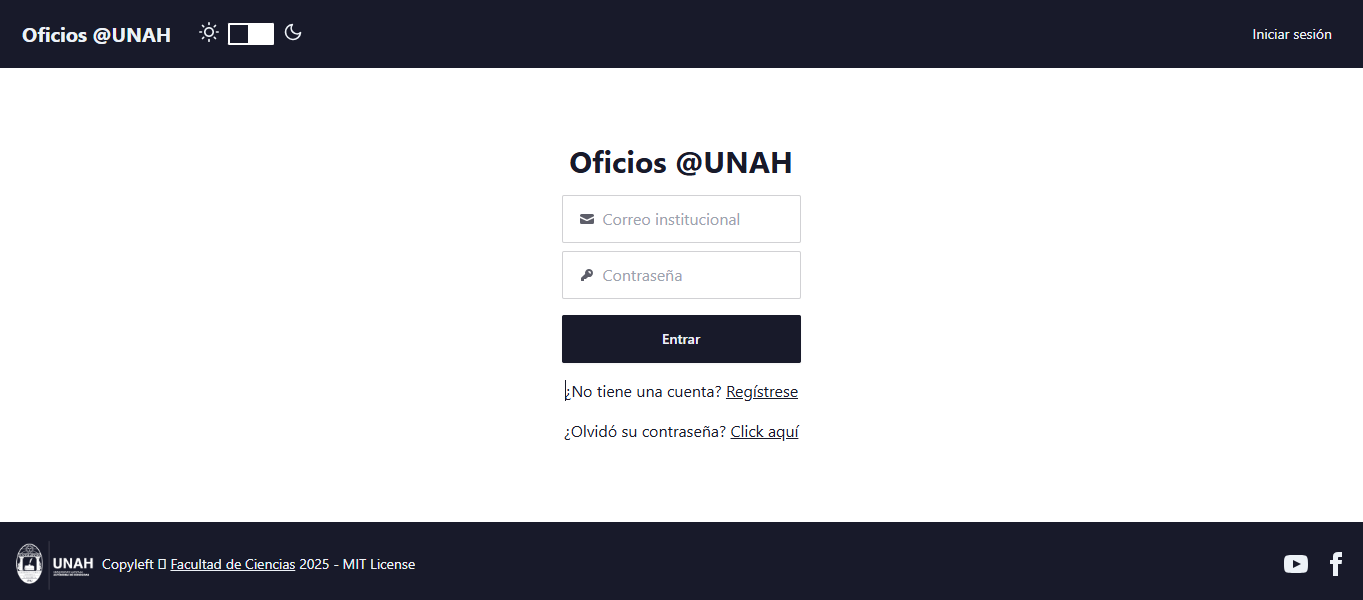 Oficios @UNAH
Iniciar sesión
Oficios @UNAH
Correo institucional
Contraseña
Entrar
¿No tiene una cuenta? Regístrese
¿Olvidó su contraseña? Click aquí
UNAH
Copyleft Facultad de Ciencias 2025 - MIT License